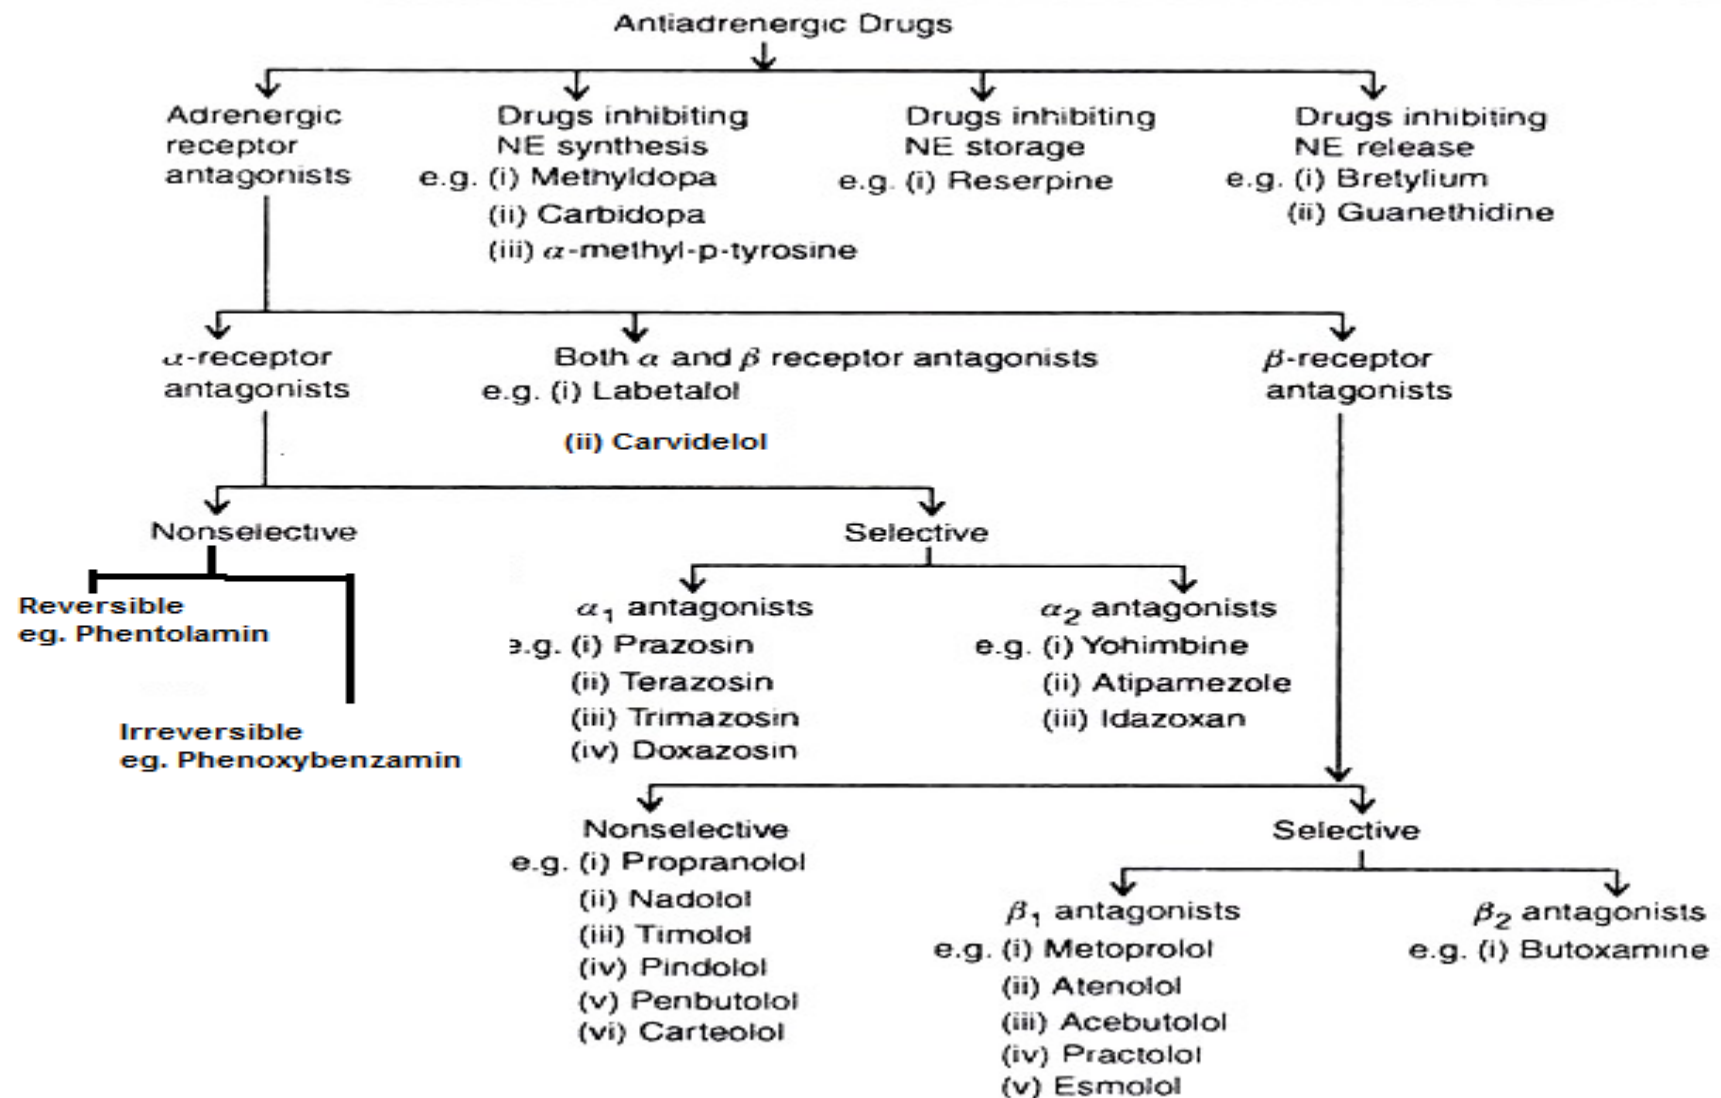 Antiadrenergic Drugs
Adrenergic
receptor
antagonists
Drugs inhibiting
NE synthesis
e.g. (i) Methyldopa
(ii) Carbidopa
(iii) α-methyl-p-tyrosine
Drugs inhibiting
NE storage
e.g. (i) Reserpine
Drugs inhibiting
NE release
e.g. (i) Bretylium
(ii) Guanethidine
α-receptor
antagonists
Both α and β receptor antagonists
e.g. (i) Labetalol
(ii) Carvidelol
β-receptor
antagonists
Nonselective
Selective
Reversible
eg. Phentolamin
Irreversible
eg. Phenoxybenzamin
α₁ antagonists
e.g. (i) Prazosin
(ii) Terazosin
(iii) Trimazosin
(iv) Doxazosin
α₂ antagonists
e.g. (i) Yohimbine
(ii) Atipamezole
(iii) Idazoxan
Nonselective
e.g. (i) Propranolol
(ii) Nadolol
(iii) Timolol
(iv) Pindolol
(v) Penbutolol
(vi) Carteolol
Selective
β₁ antagonists
e.g. (i) Metoprolol
(ii) Atenolol
(iii) Acebutolol
(iv) Practolol
(v) Esmolol
β₂ antagonists
e.g. (i) Butoxamine